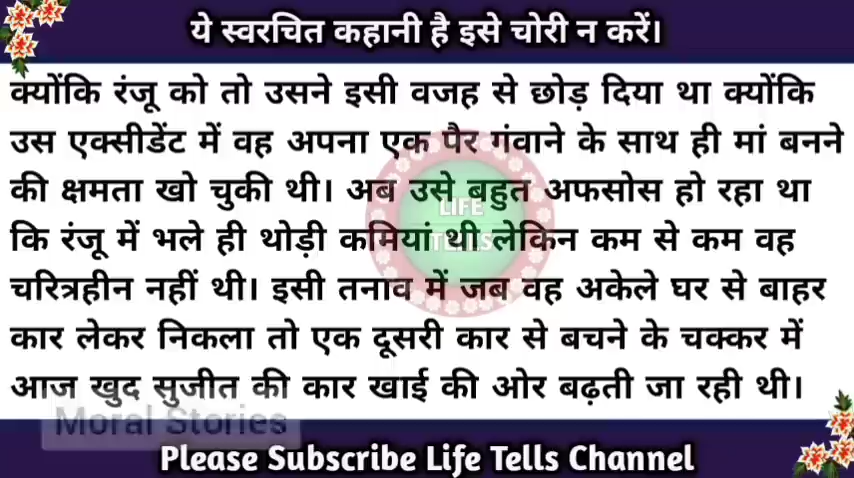 ये स्वरचित कहानी है इसे चोरी न करें।
क्योंकि रंजू को तो उसने इसी वजह से छोड़ दिया था क्योंकि
उस एक्सीडेंट में वह अपना एक पैर गंवाने के साथ ही मां बनने
की क्षमता खो चुकी थी। अब उसे बहुत अफसोस हो रहा था
LIFE
कि रंजू में भले ही थोड़ी कमियां थी लेकिन कम से कम वह
TELLS
चरित्रहीन नहीं थी। इसी तनाव में जब वह अकेले घर से बाहर
कार लेकर निकला तो एक दूसरी कार से बचने के चक्कर में
आज खुद सुजीत की कार खाई की ओर बढ़ती जा रही थी।
Moral Stories
Please Subscribe Life Tells Channel